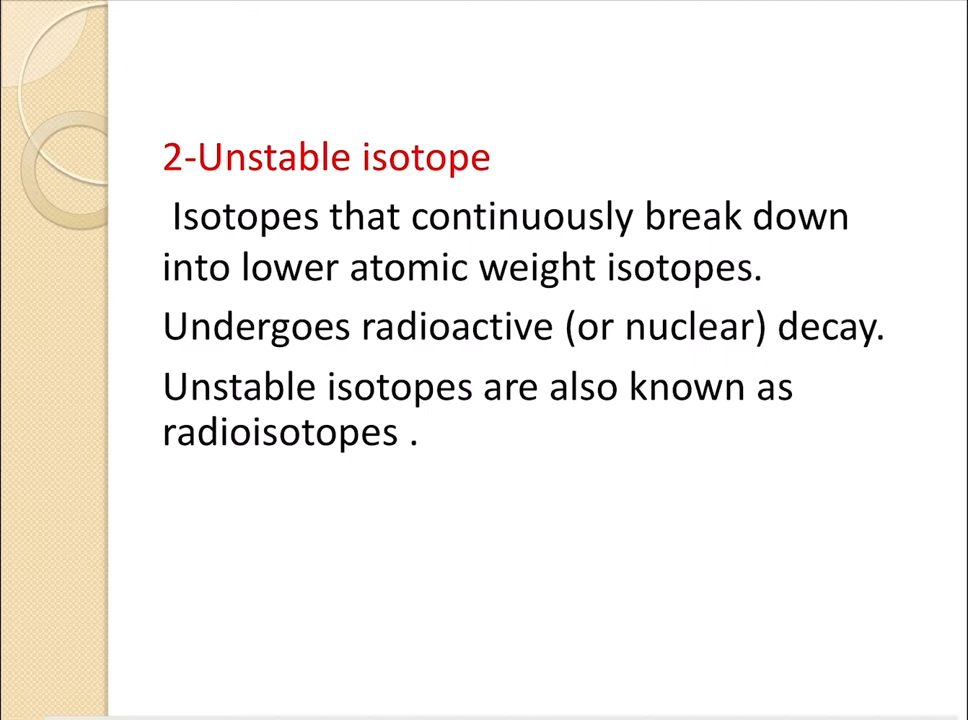 2-Unstable isotope
Isotopes that continuously break down
into lower atomic weight isotopes.
Undergoes radioactive (or nuclear) decay.
Unstable isotopes are also known as
radioisotopes .